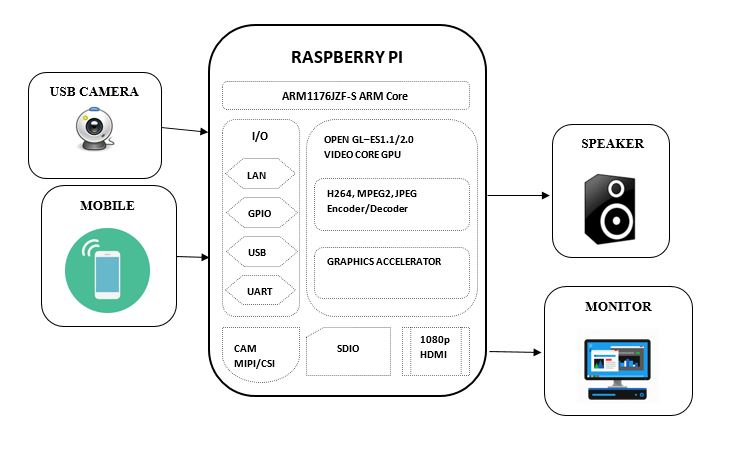 RASPBERRY PI
ARM1176JZF-S ARM Core
USB CAMERA
MOBILE
I/O
LAN
GPIO
USB
UART
OPEN GL–ES1.1/2.0
VIDEO CORE GPU
H264, MPEG2, JPEG
Encoder/Decoder
GRAPHICS ACCELERATOR
CAM
MIPI/CSI
SDIO
1080p
HDMI
SPEAKER
MONITOR